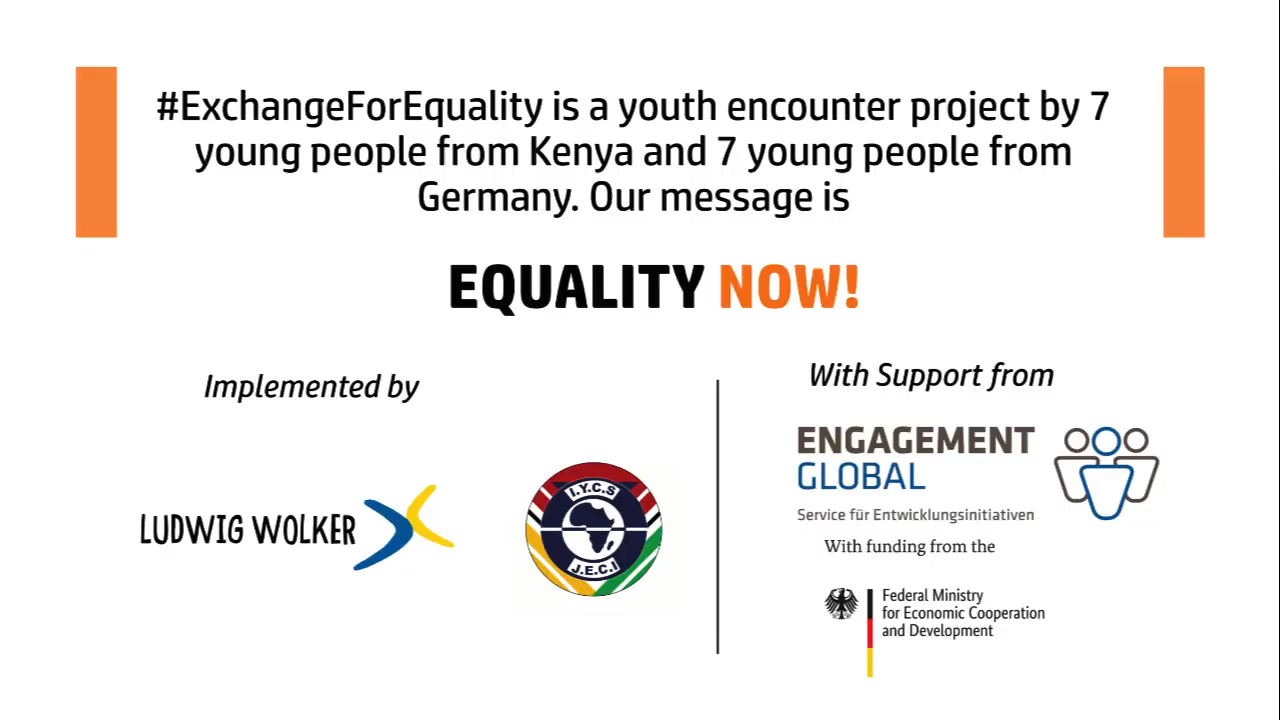 #ExchangeForEquality is a youth encounter project by 7
young people from Kenya and 7 young people from
Germany. Our message is
EQUALITY NOW!
Implemented by
LUDWIG WOLKER
I.Y.C.S
J.E.C.I
With Support from
ENGAGEMENT
GLOBAL
Service für Entwicklungsinitiativen
With funding from the
Federal Ministry
for Economic Cooperation
and Development